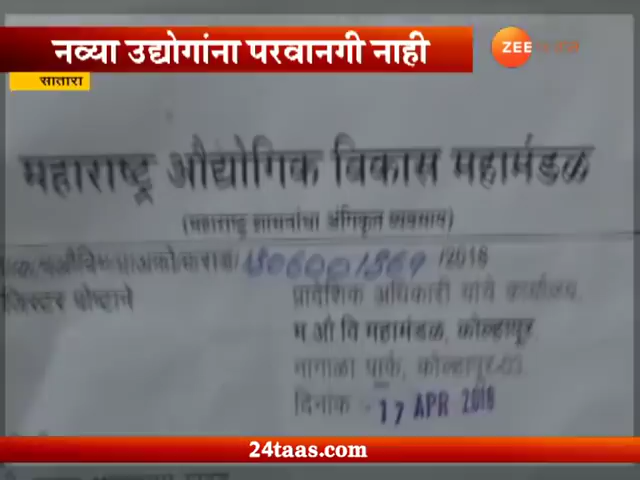 नव्या उद्योगांना परवानगी नाही
ZEE
सातारा
महाराष्ट्र औद्योगिक विकास महामंडळ
(महाराष्ट्र शासनाचा अंगिकृत व्यवसाय)
/2018
प्रादेशिक अधिकारी यांचे कार्यालय,
म औ वि महामंडळ, कोल्हापूर
नागाळा पार्क, कोल्हापूर-03.
दिनांक :- 17 APR 2018
24taas.com